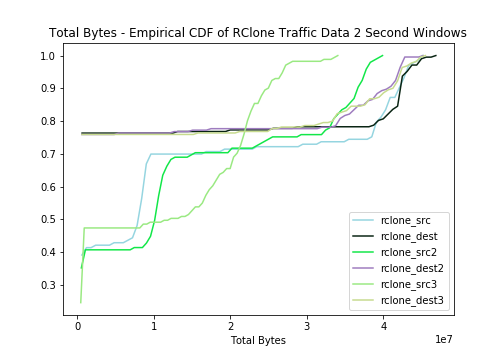 Total Bytes - Empirical CDF of RClone Traffic Data 2 Second Windows
1.0
0.9
0.8
0.7
0.6
0.5
0.4
0.3
rclone_src
rclone_dest
rclone_src2
rclone_dest2
rclone_src3
rclone_dest3
0 1 2 3 4
1e7
Total Bytes